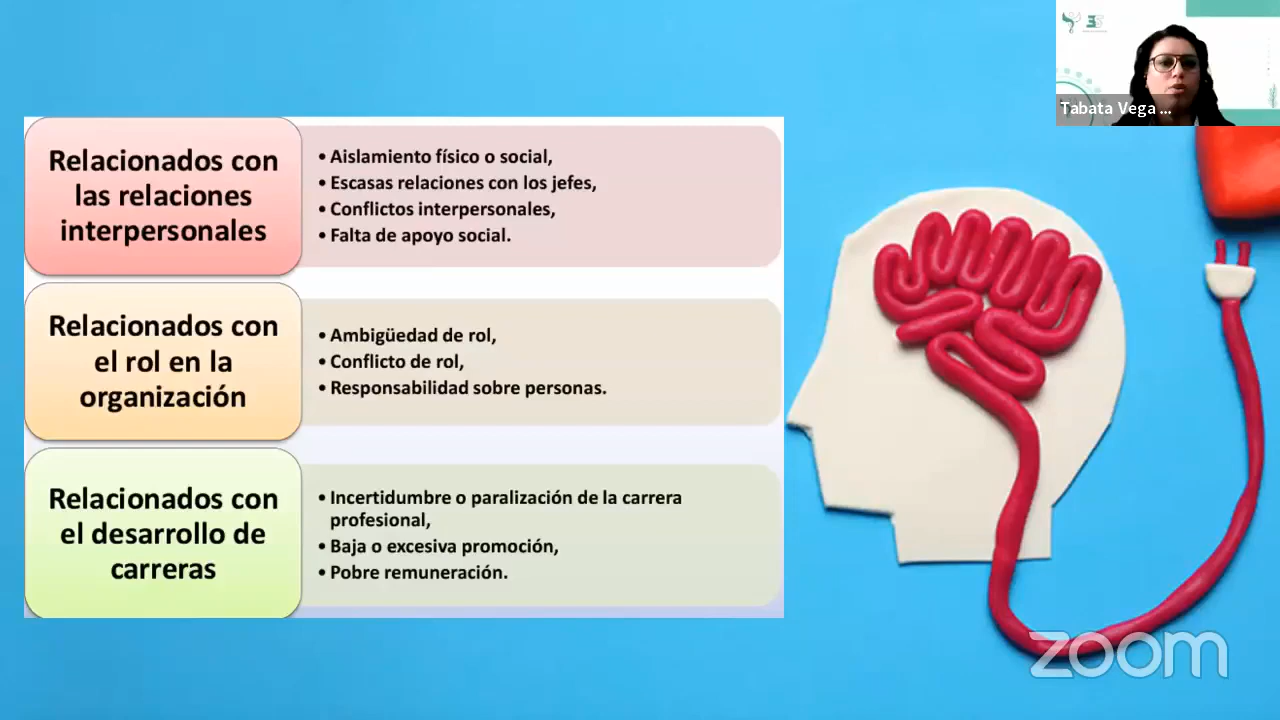 Tabata Vega ...
Relacionados con
las relaciones
interpersonales
• Aislamiento físico o social,
• Escasas relaciones con los jefes,
• Conflictos interpersonales,
• Falta de apoyo social.
Relacionados con
el rol en la
organización
• Ambigüedad de rol,
• Conflicto de rol,
• Responsabilidad sobre personas.
Relacionados con
el desarrollo de
carreras
• Incertidumbre o paralización de la carrera
profesional,
• Baja o excesiva promoción,
• Pobre remuneración.
zoom